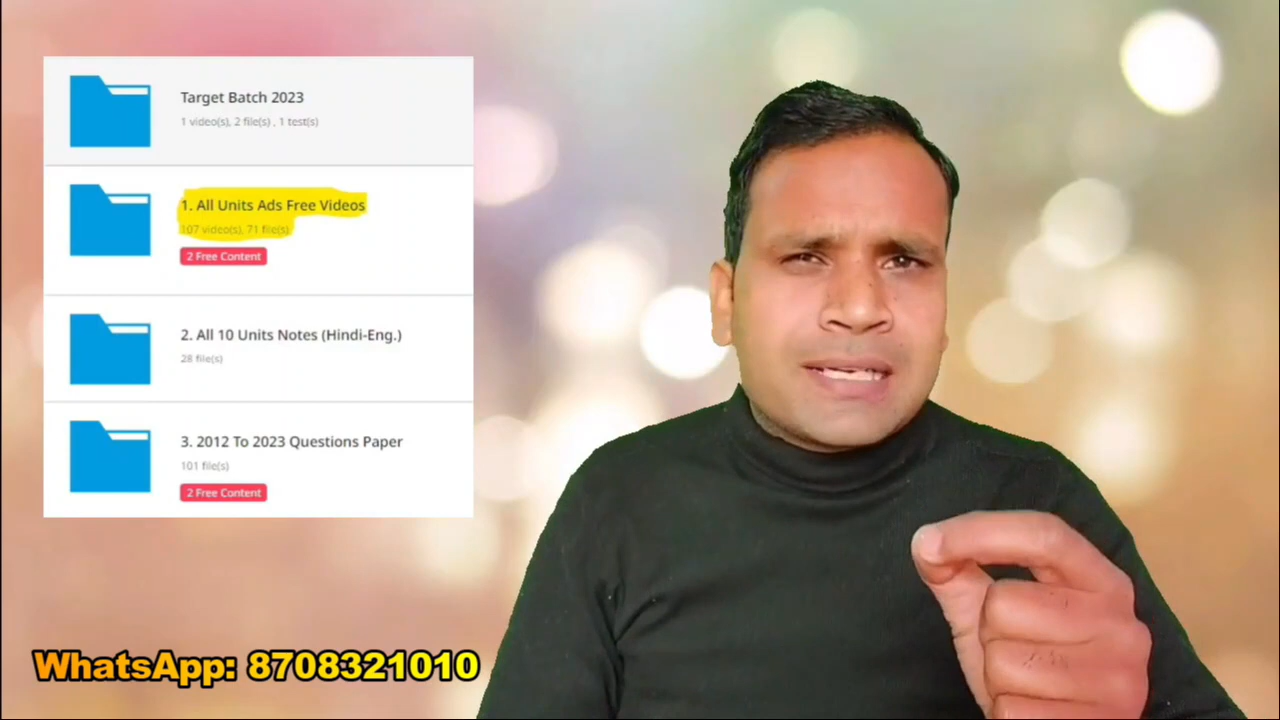 Target Batch 2023
1 video(s), 2 file(s) , 1 test(s)
1. All Units Ads Free Videos
107 video(s), 71 file(s)
2 Free Content
2. All 10 Units Notes (Hindi-Eng.)
28 file(s)
3. 2012 To 2023 Questions Paper
101 file(s)
2 Free Content
WhatsApp: 8708321010